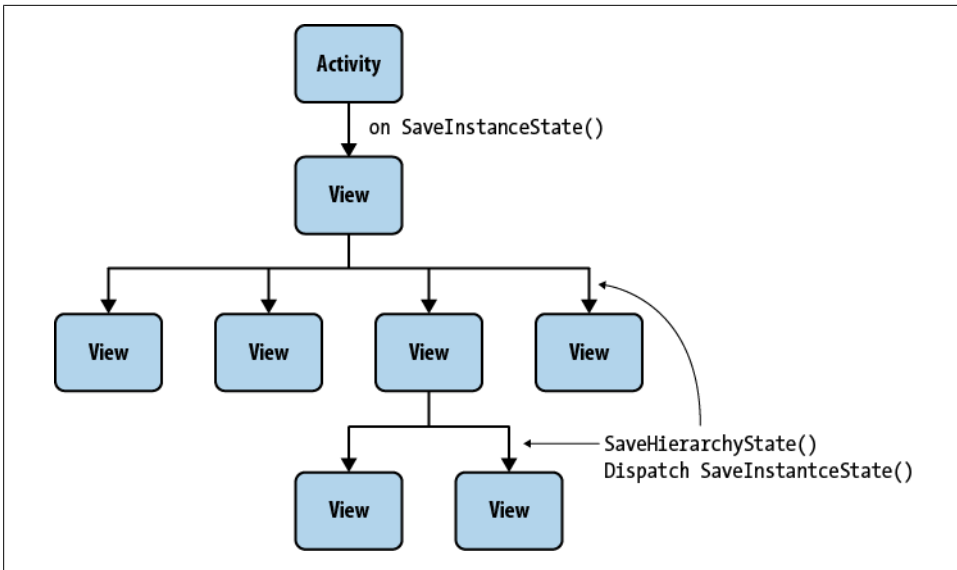 Activity
on SaveInstanceState()
View
View
View
View
View
SaveHierarchyState()
Dispatch SaveInstantceState()
View
View